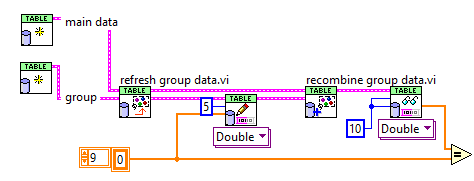 TABLE
main data
TABLE
group
refresh group data.vi
TABLE
5
TABLE
Double
recombine group data.vi
TABLE
TABLE
10
Double
9
0
=